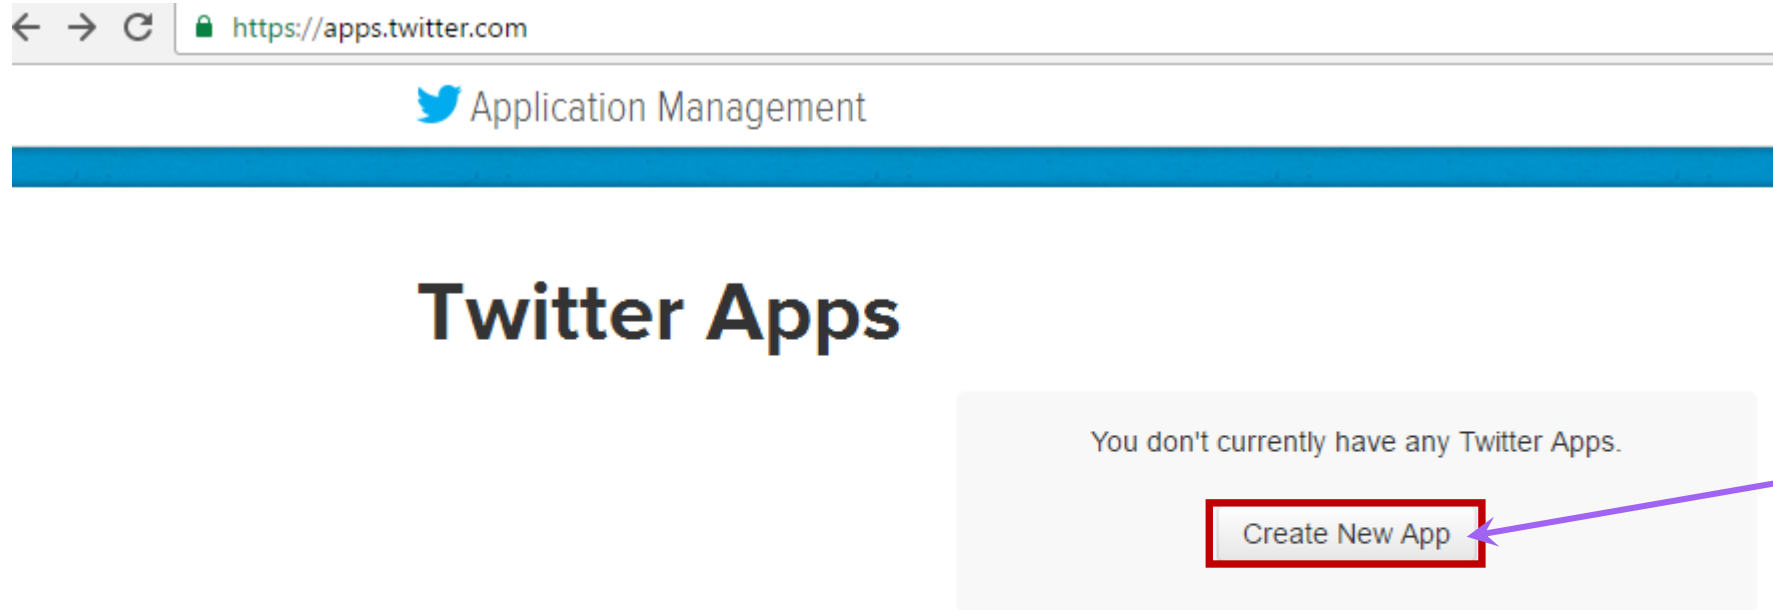 https://apps.twitter.com
Application Management
Twitter Apps
You don't currently have any Twitter Apps.
Create New App